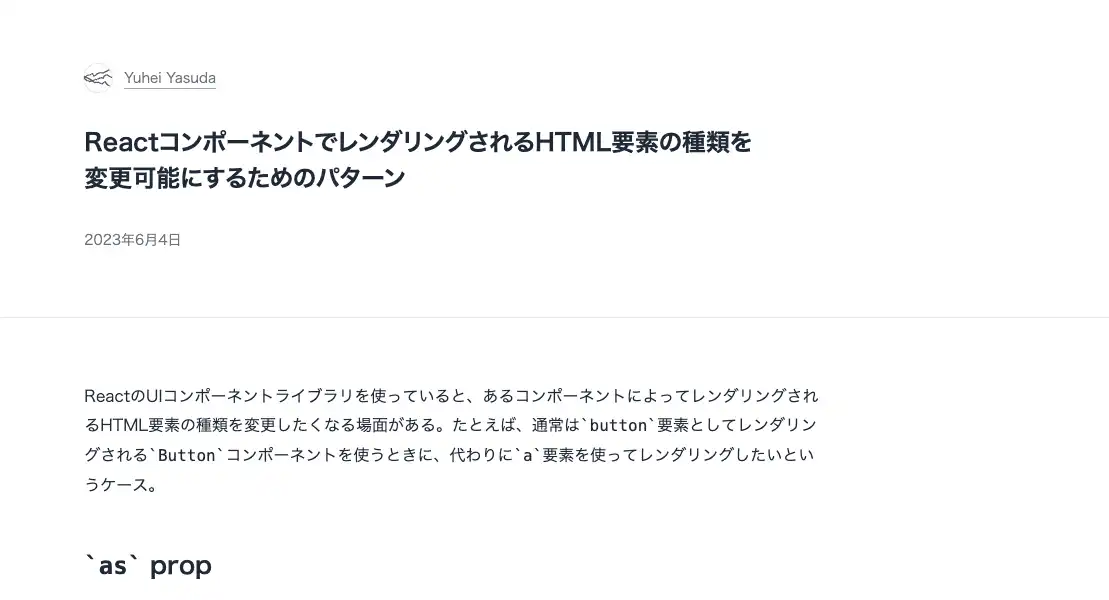 Yuhei Yasuda
ReactコンポーネントでレンダリングされるHTML要素の種類を
変更可能にするためのパターン
2023年6月4日
ReactのUIコンポーネントライブラリを使っていると、あるコンポーネントによってレンダリングされ
るHTML要素の種類を変更したくなる場面がある。たとえば、通常は`button`要素としてレンダリン
グされる`Button`コンポーネントを使うときに、代わりに`a`要素を使ってレンダリングしたいとい
うケース。
`as` prop